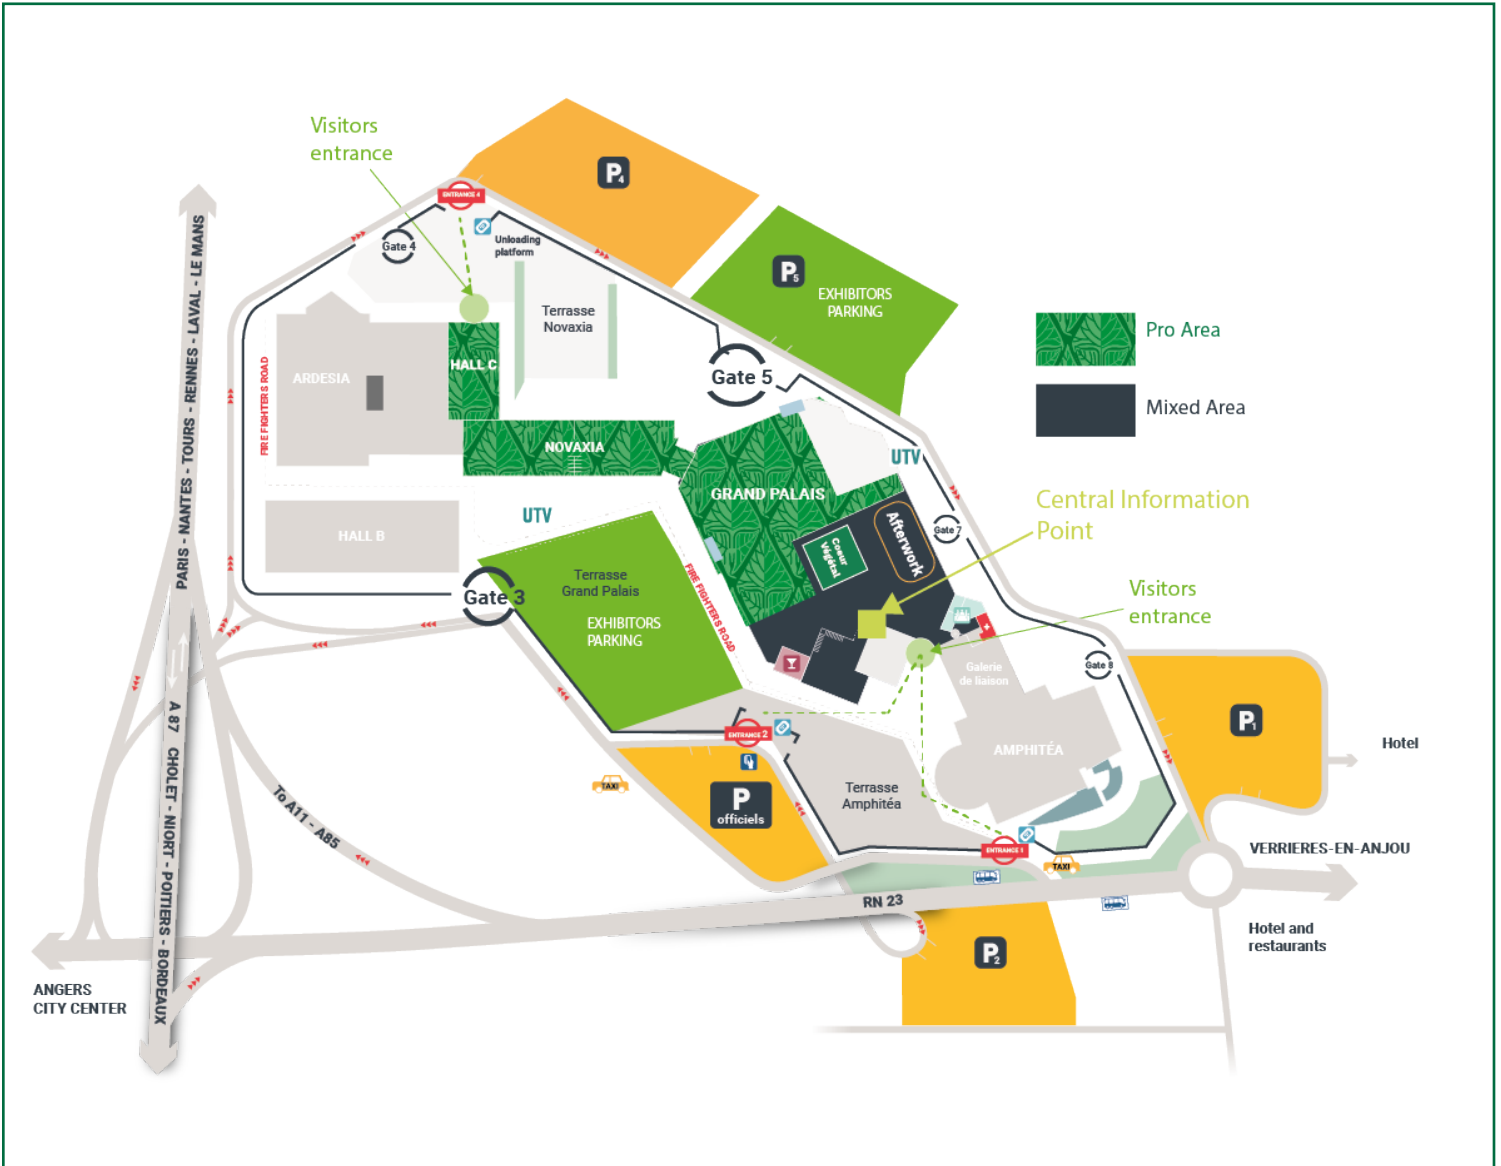 Visitors
entrance
P4
ENTRANCE 4
Gate 4
Unloading
platform
P5
EXHIBITORS
PARKING
Terrasse
Novaxia
Pro Area
Gate 5
HALL C
ARDESIA
FIRE FIGHTERS ROAD
Mixed Area
NOVAXIA
UTV
GRAND PALAIS
Central Information
Point
Afterwork
Coeur
Végétal
Gate 7
UTV
HALL B
PARIS - NANTES - TOURS - RENNES - LAVAL - LE MANS
Terrasse
Grand Palais
Gate 3
EXHIBITORS
PARKING
FIRE FIGHTERS ROAD
Visitors
entrance
Galerie
de liaison
Gate 8
P1
A 87 CHOLET - NIORT - POITIERS - BORDEAUX
ENTRANCE 2
AMPHITÉA
Hotel
TAXI
P
officiels
Terrasse
Amphitéa
To A11 - A85
ENTRANCE 1
TAXI
VERRIERES-EN-ANJOU
RN 23
Hotel and
restaurants
P2
ANGERS
CITY CENTER